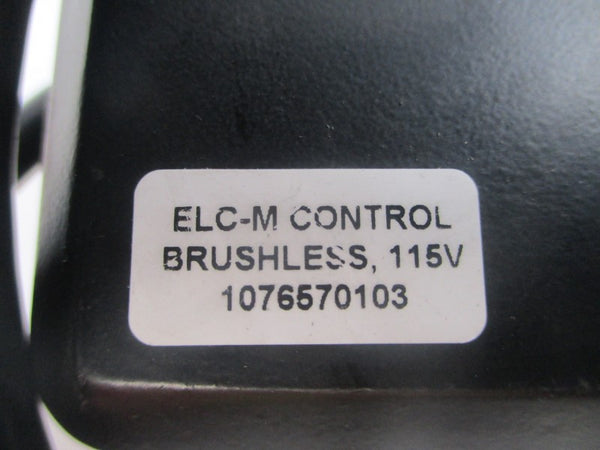 ELC-M CONTROL
BRUSHLESS, 115V
1076570103